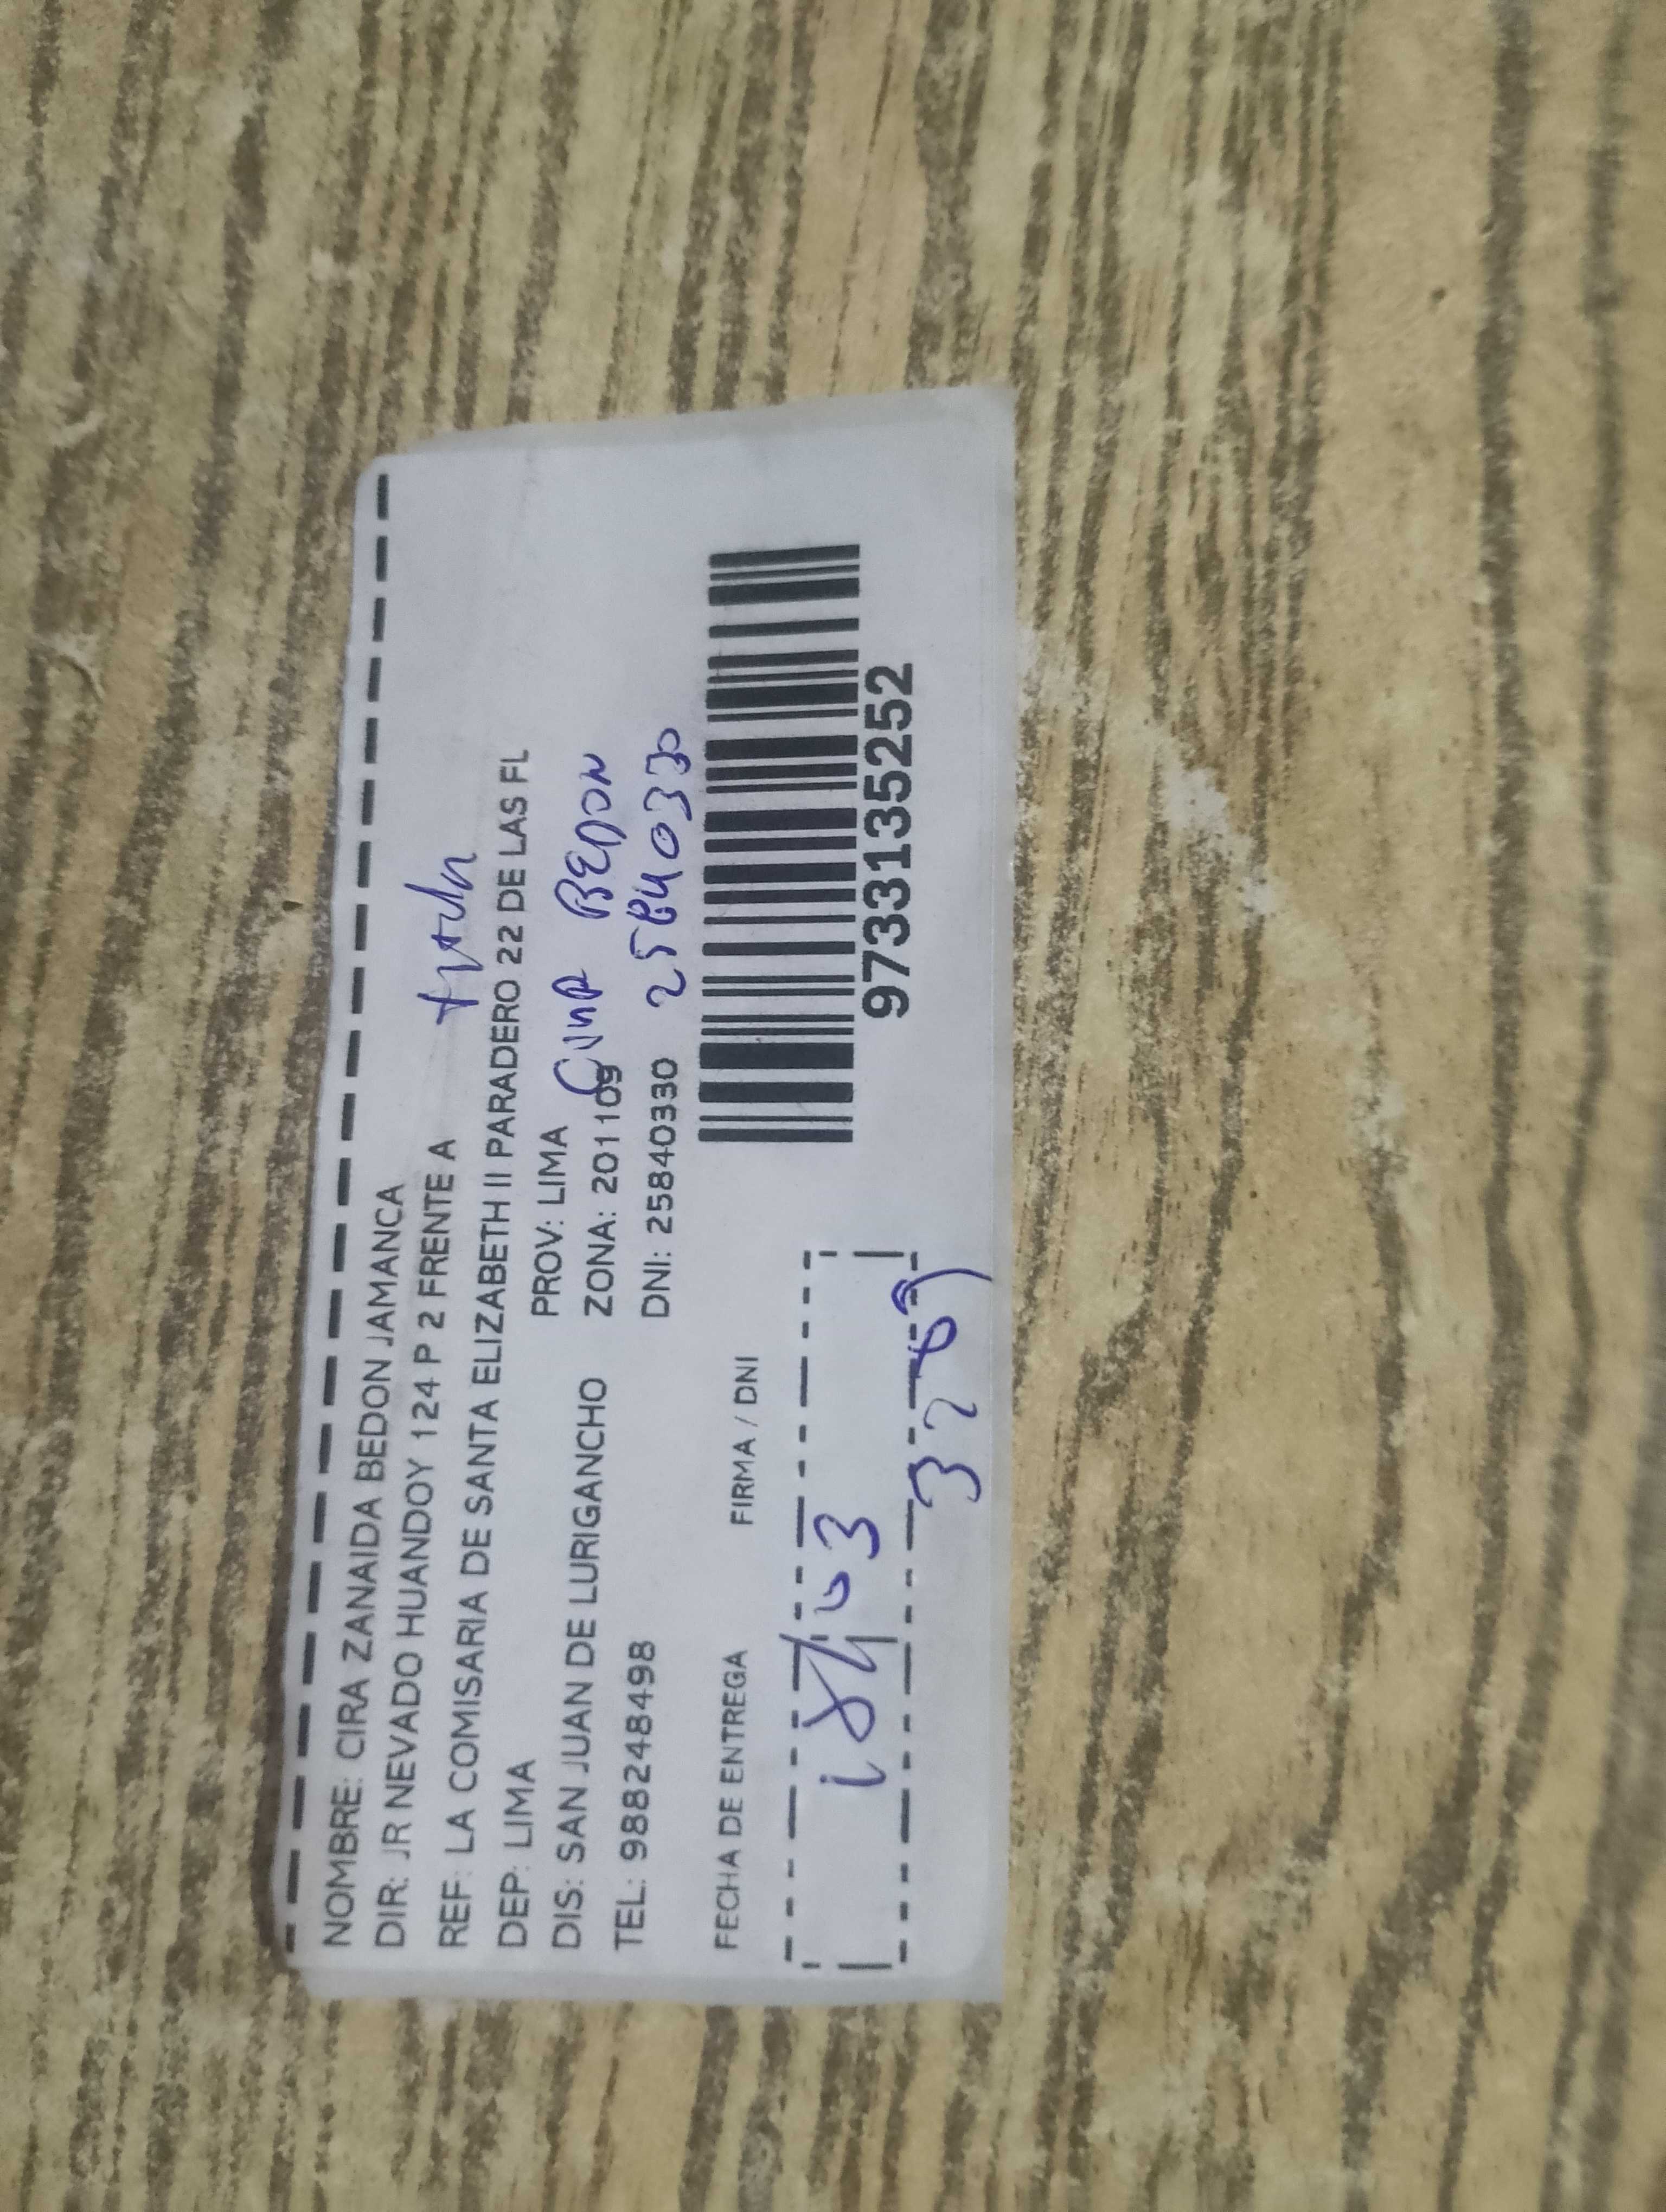 NOMBRE: CIRA ZANAIDA BEDON JAMANCA
DIR: JR NEVADO HUANDOY 124 P 2 FRENTE A
REF: LA COMISARIA DE SANTA ELIZABETH II PARADERO 22 DE LAS FL
DEP: LIMA PROV: LIMA
DIS: SAN JUAN DE LURIGANCHO ZONA: 201109
BEDON
TEL: 988248498 DNI: 25840330
25840330
FECHA DE ENTREGA FIRMA / DNI
9733135252